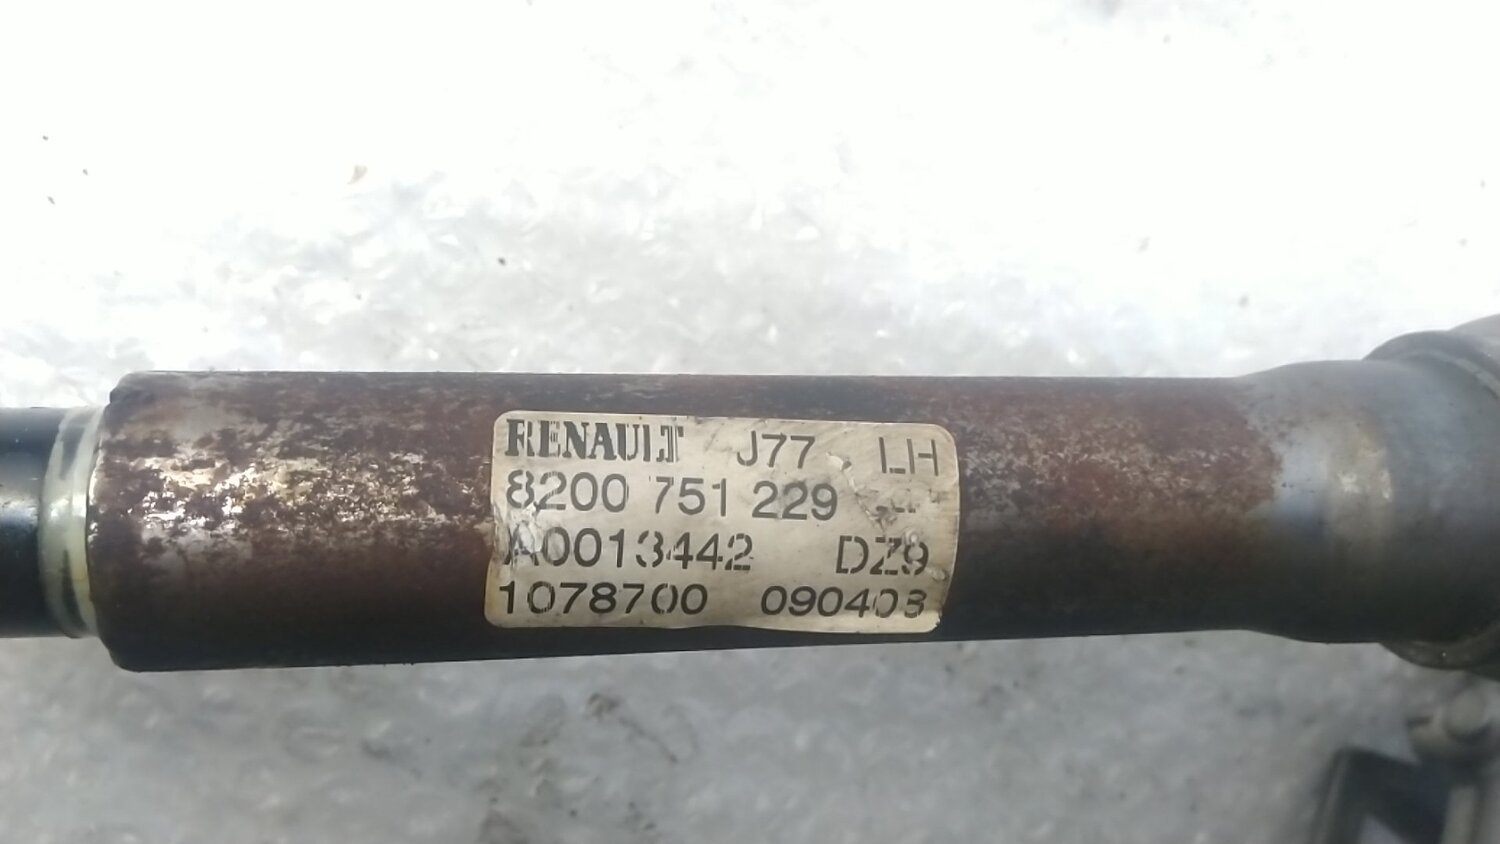 RENAULT J77 LH
8200 751 229
A0013442 DZ9
1078700 090403